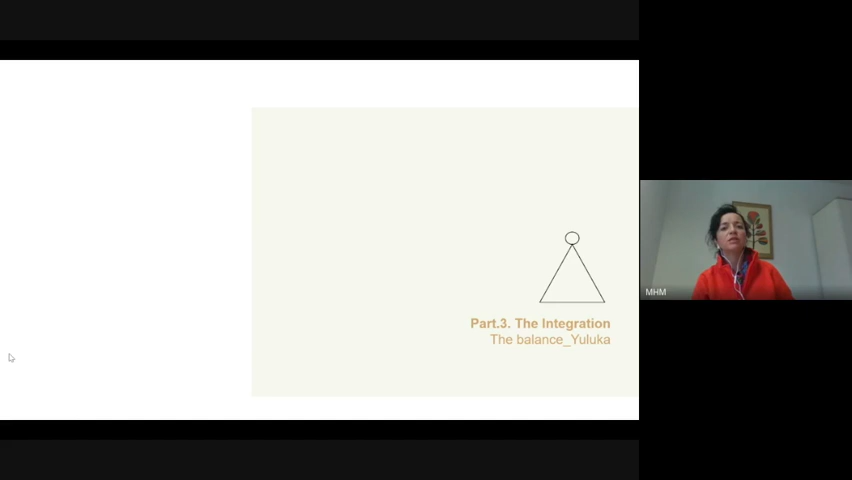 Part.3. The Integration
The balance_Yuluka
MHM